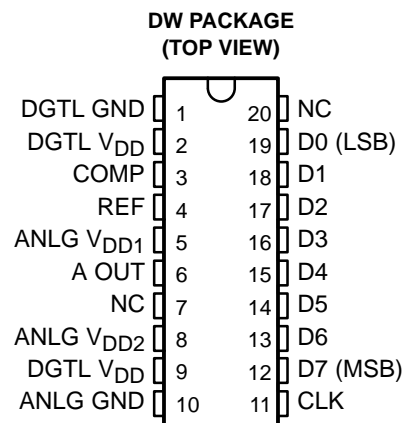 DW PACKAGE
(TOP VIEW)
DGTL GND 1 20 NC
DGTL VDD 2 19 D0 (LSB)
COMP 3 18 D1
REF 4 17 D2
ANLG VDD1 5 16 D3
A OUT 6 15 D4
NC 7 14 D5
ANLG VDD2 8 13 D6
DGTL VDD 9 12 D7 (MSB)
ANLG GND 10 11 CLK